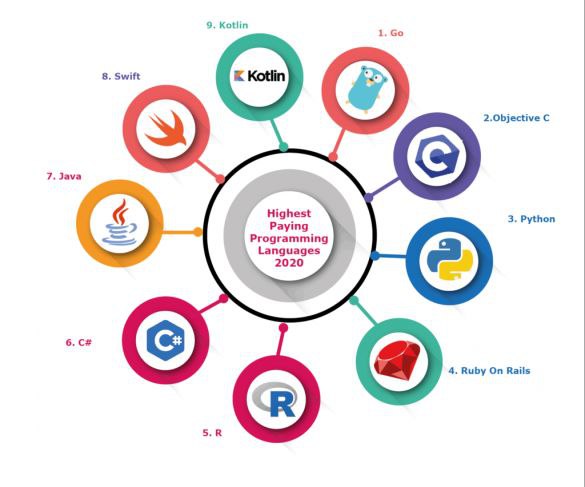 Highest
Paying
Programming
Languages
2020
1. Go
2.Objective C
C
3. Python
4. Ruby On Rails
5. R
R
6. C#
C#
7. Java
8. Swift
9. Kotlin
Kotlin